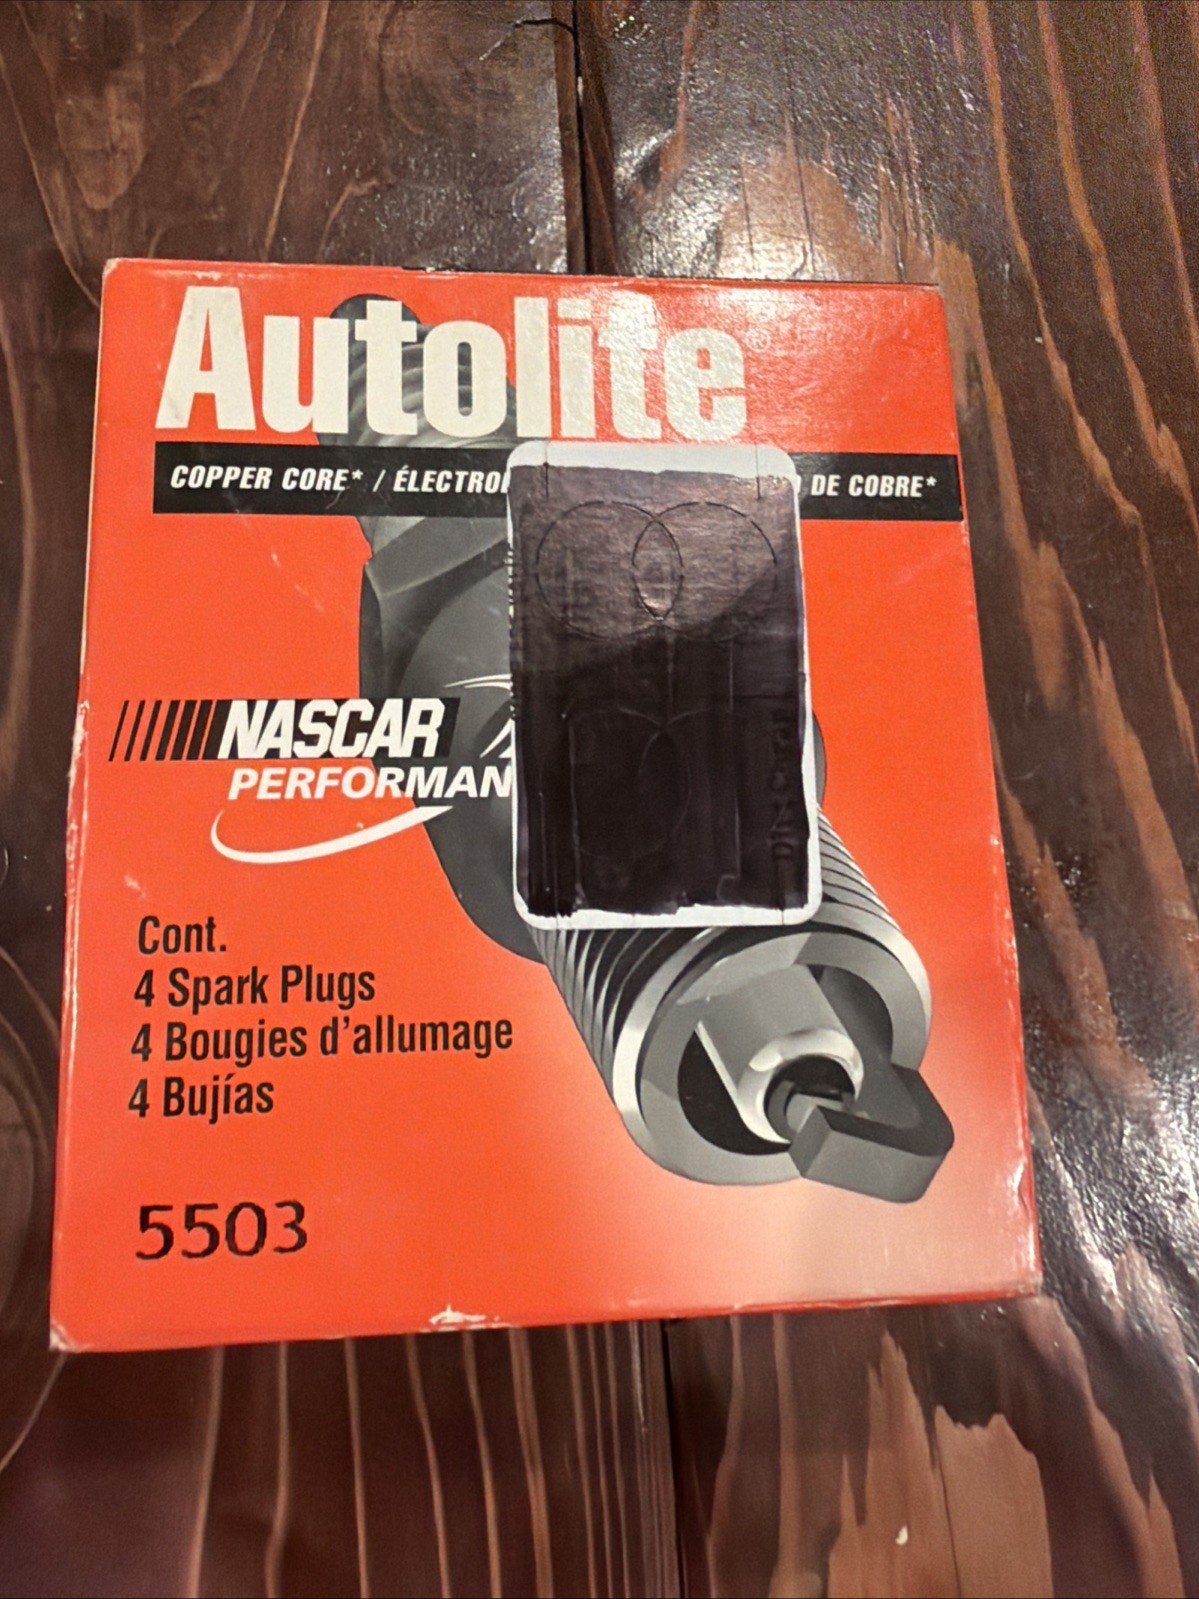 Autolite®
COPPER CORE* / ÉLECTRO DE COBRE*
NASCAR
PERFORMAN
Cont.
4 Spark Plugs
4 Bougies d'allumage
4 Bujías
5503